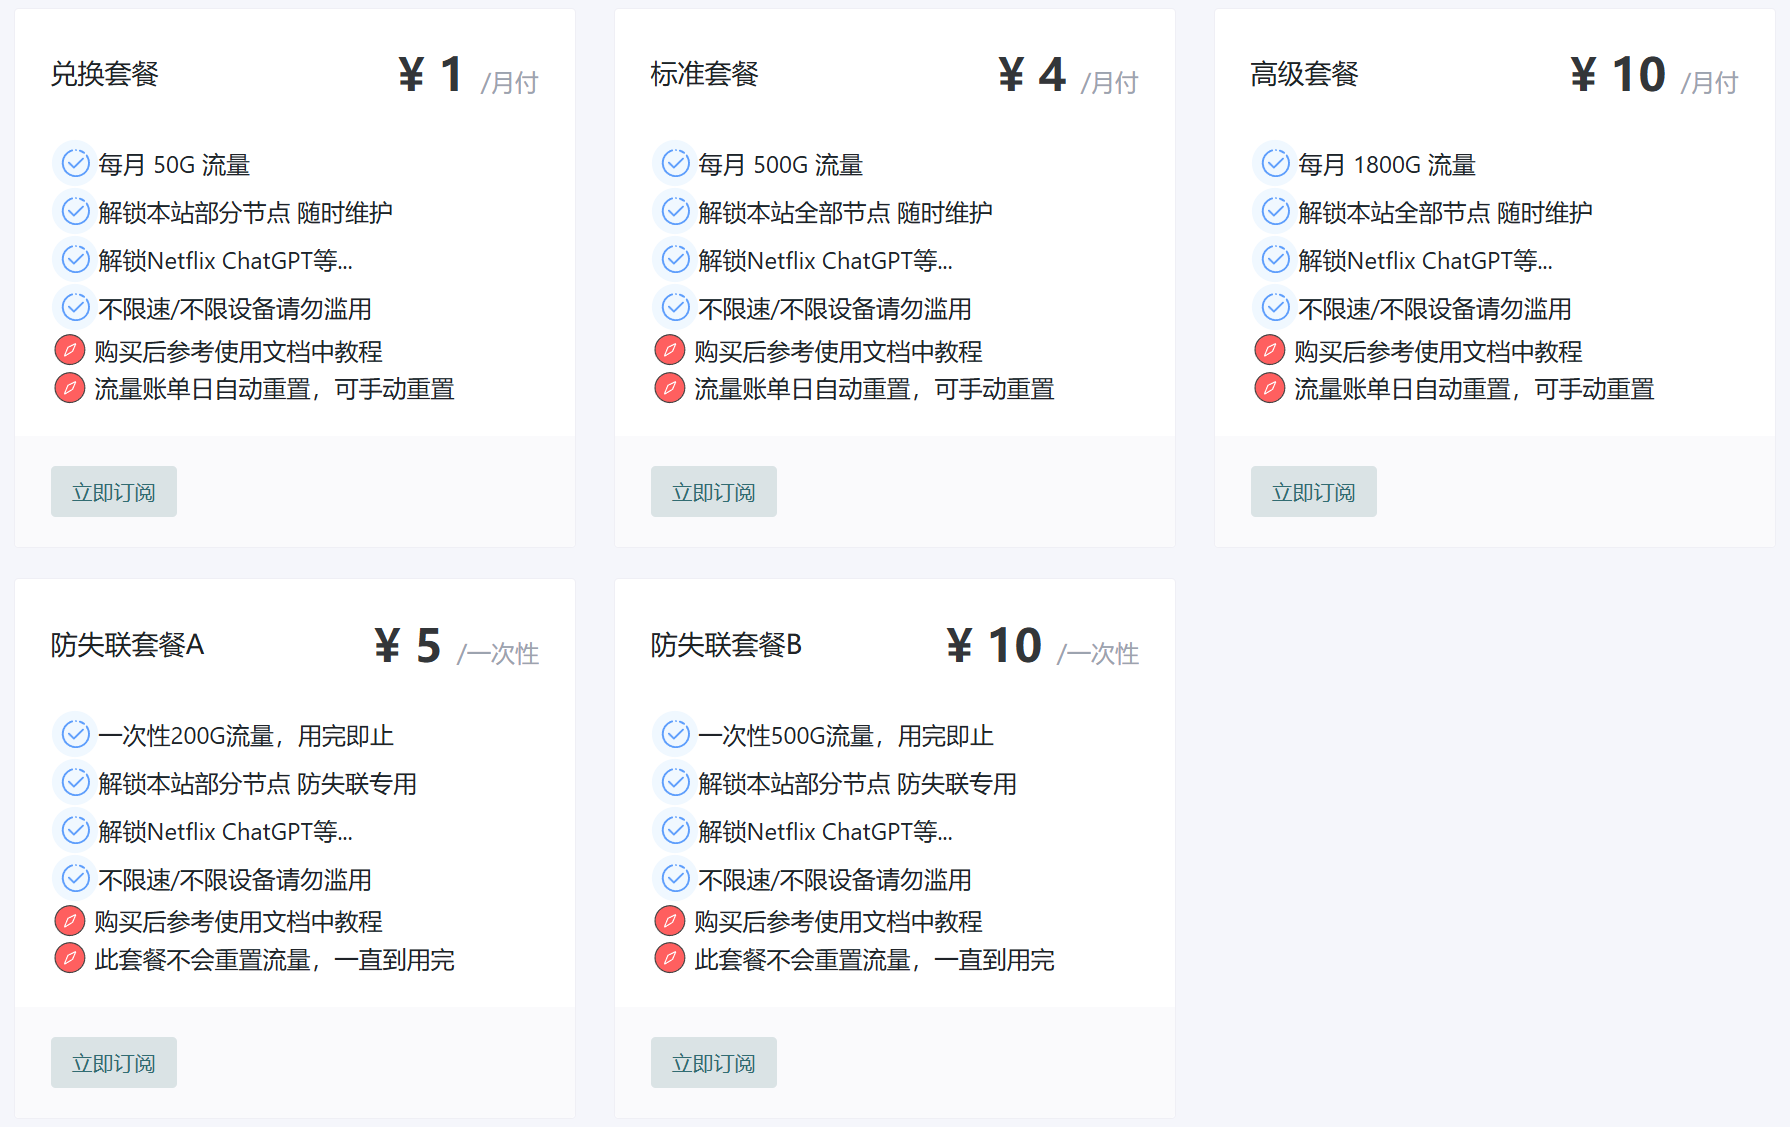 兑换套餐
¥ 1 /月付
每月 50G 流量
解锁本站部分节点 随时维护
解锁Netflix ChatGPT等...
不限速/不限设备请勿滥用
购买后参考使用文档中教程
流量账单日自动重置，可手动重置
立即订阅
标准套餐
¥ 4 /月付
每月 500G 流量
解锁本站全部节点 随时维护
解锁Netflix ChatGPT等...
不限速/不限设备请勿滥用
购买后参考使用文档中教程
流量账单日自动重置，可手动重置
立即订阅
高级套餐
¥ 10 /月付
每月 1800G 流量
解锁本站全部节点 随时维护
解锁Netflix ChatGPT等...
不限速/不限设备请勿滥用
购买后参考使用文档中教程
流量账单日自动重置，可手动重置
立即订阅
防失联套餐A
¥ 5 /一次性
一次性200G流量，用完即止
解锁本站部分节点 防失联专用
解锁Netflix ChatGPT等...
不限速/不限设备请勿滥用
购买后参考使用文档中教程
此套餐不会重置流量，一直到用完
立即订阅
防失联套餐B
¥ 10 /一次性
一次性500G流量，用完即止
解锁本站部分节点 防失联专用
解锁Netflix ChatGPT等...
不限速/不限设备请勿滥用
购买后参考使用文档中教程
此套餐不会重置流量，一直到用完
立即订阅